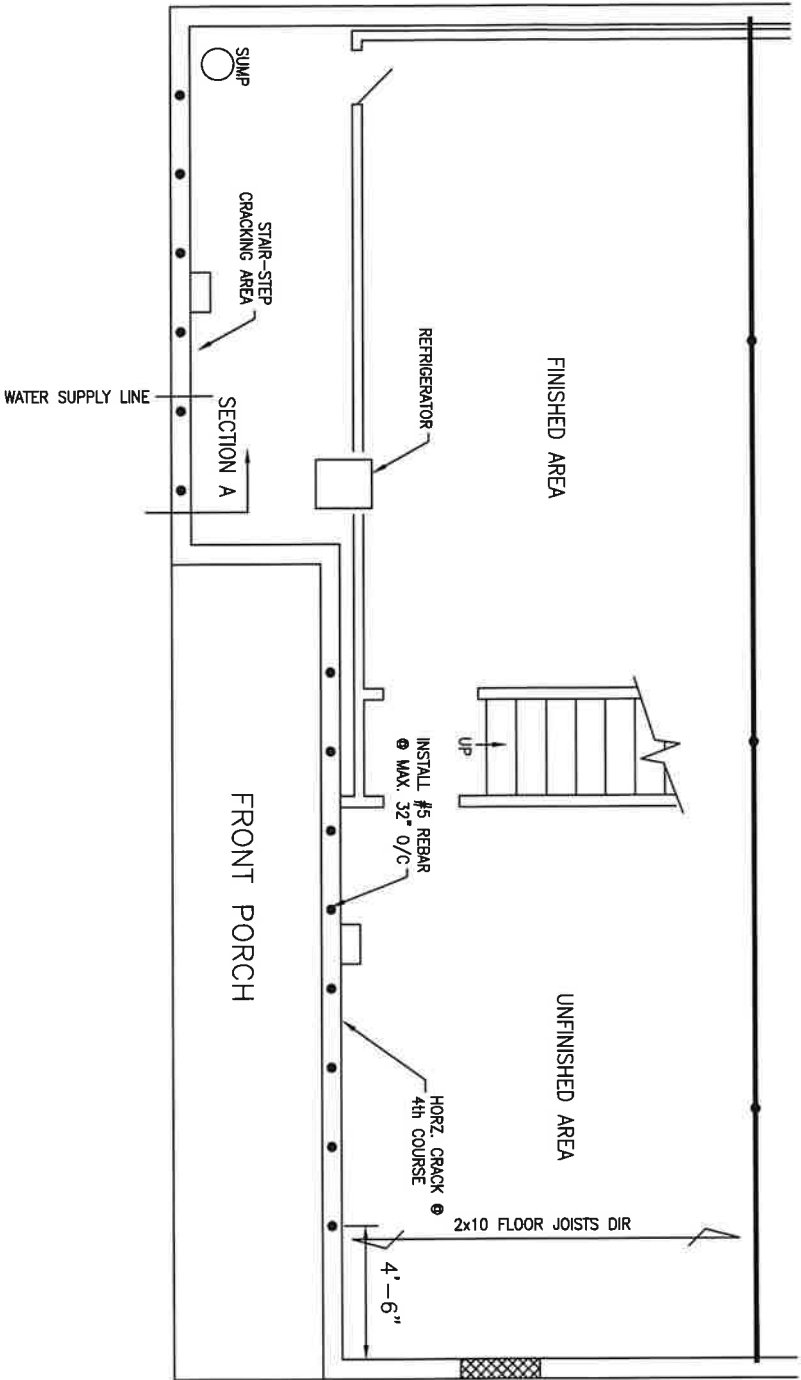 SUMP
STAIR-STEP
CRACKING AREA
WATER SUPPLY LINE
SECTION A
REFRIGERATOR
FINISHED AREA
UP
INSTALL #5 REBAR
@ MAX. 32" O/C
FRONT PORCH
UNFINISHED AREA
HORZ. CRACK @
4th COURSE
2x10 FLOOR JOISTS DIR
4'-6"